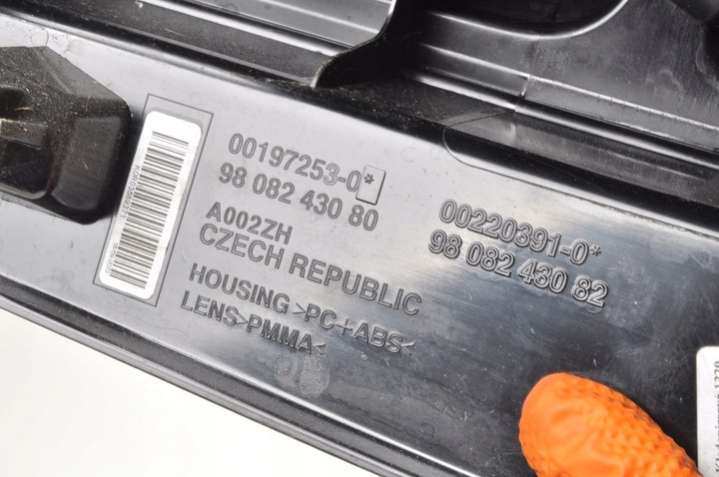 00197253-0*
98 082 430 80
A002ZH
CZECH REPUBLIC
HOUSING >PC+ABS<
LENS>PMMA<
00220391-0*
98 082 430 82